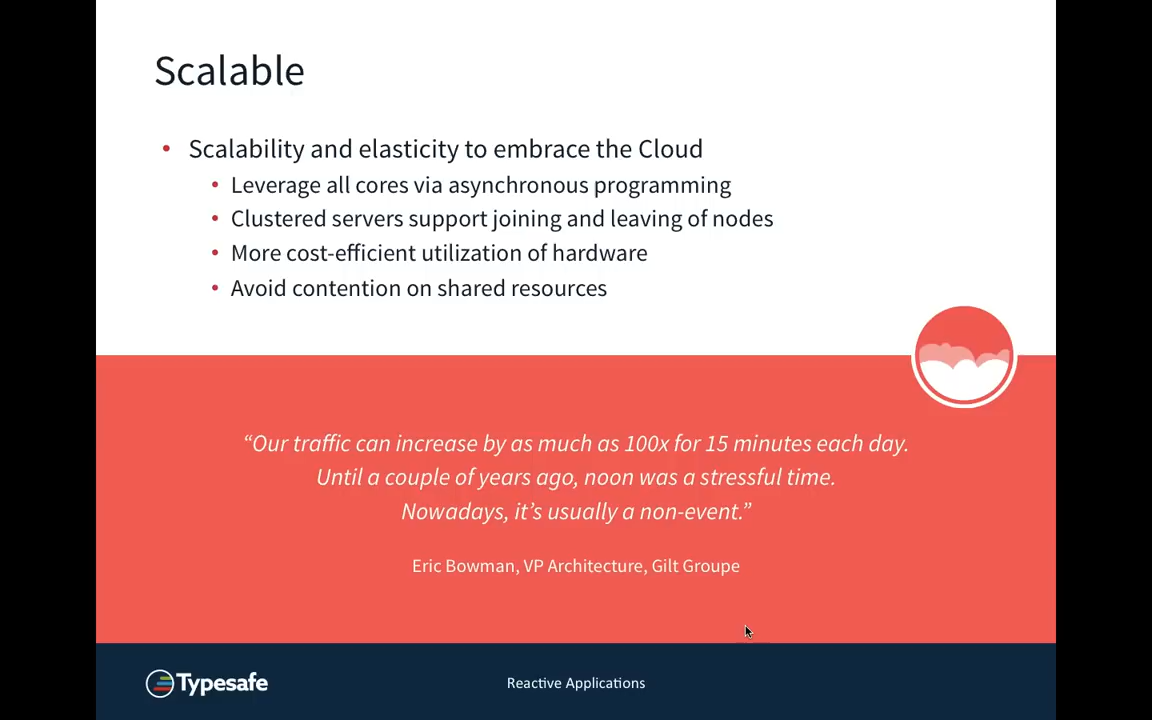 Scalable
• Scalability and elasticity to embrace the Cloud
• Leverage all cores via asynchronous programming
• Clustered servers support joining and leaving of nodes
• More cost-efficient utilization of hardware
• Avoid contention on shared resources
“Our traffic can increase by as much as 100x for 15 minutes each day.
Until a couple of years ago, noon was a stressful time.
Nowadays, it’s usually a non-event.”
Eric Bowman, VP Architecture, Gilt Groupe
Typesafe
Reactive Applications